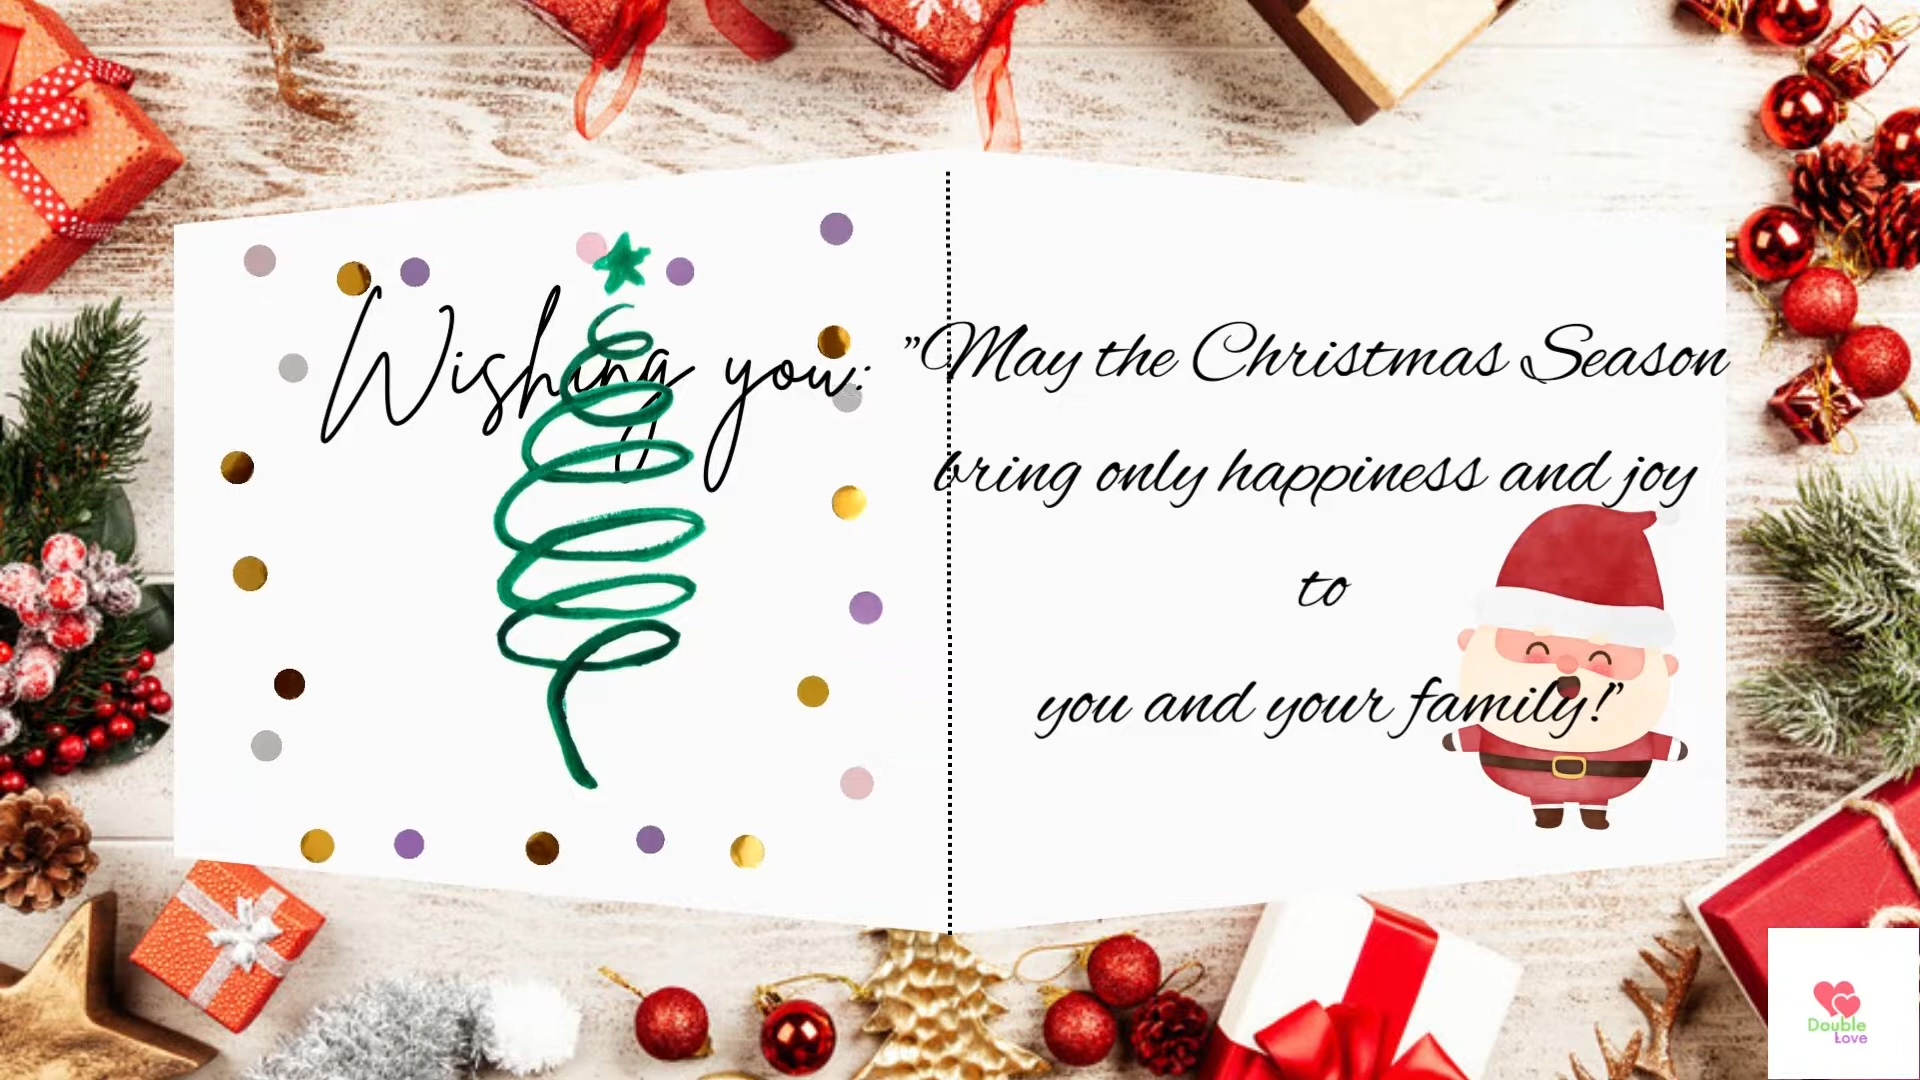 Wishing you:
”May the Christmas Season
bring only happiness and joy
to
you and your family!”
Double
Love